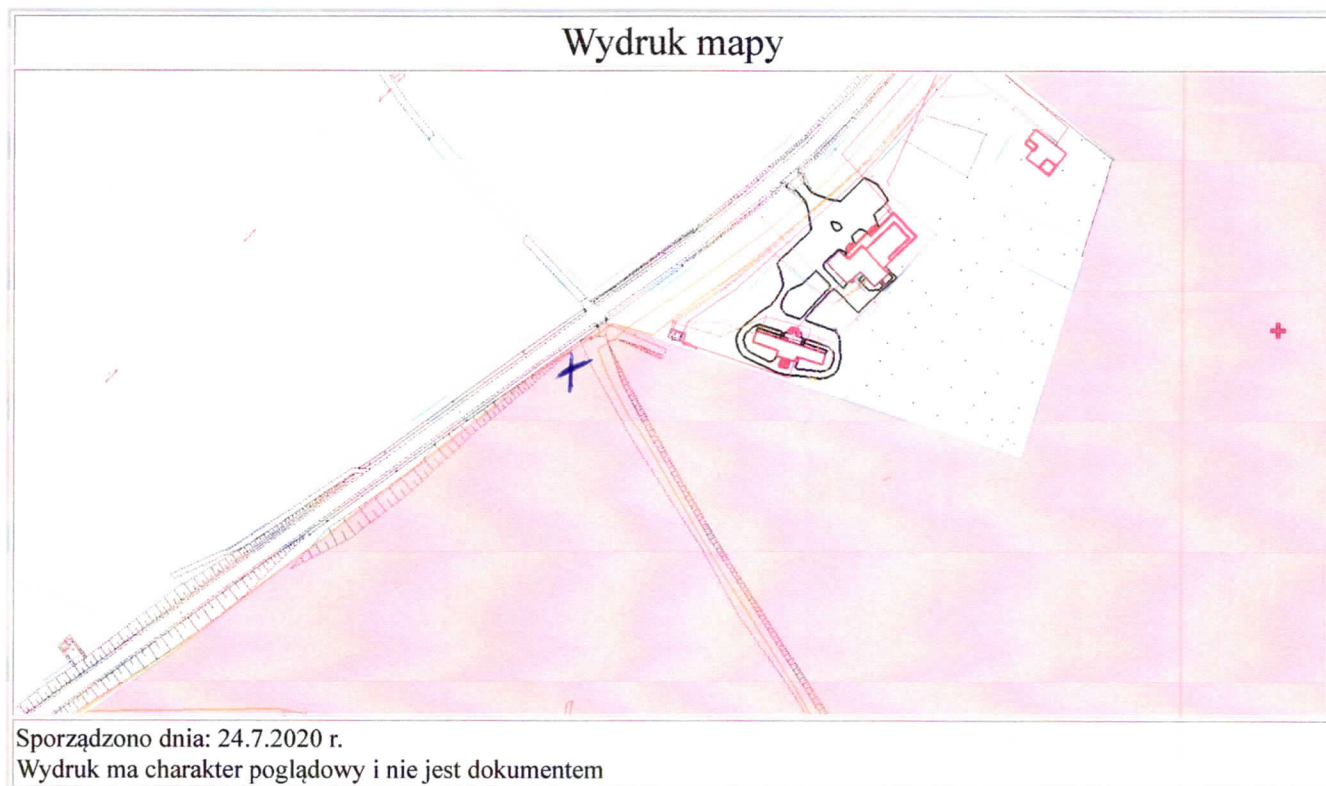 Wydruk mapy
Sporządzono dnia: 24.7.2020 r.
Wydruk ma charakter poglądowy i nie jest dokumentem